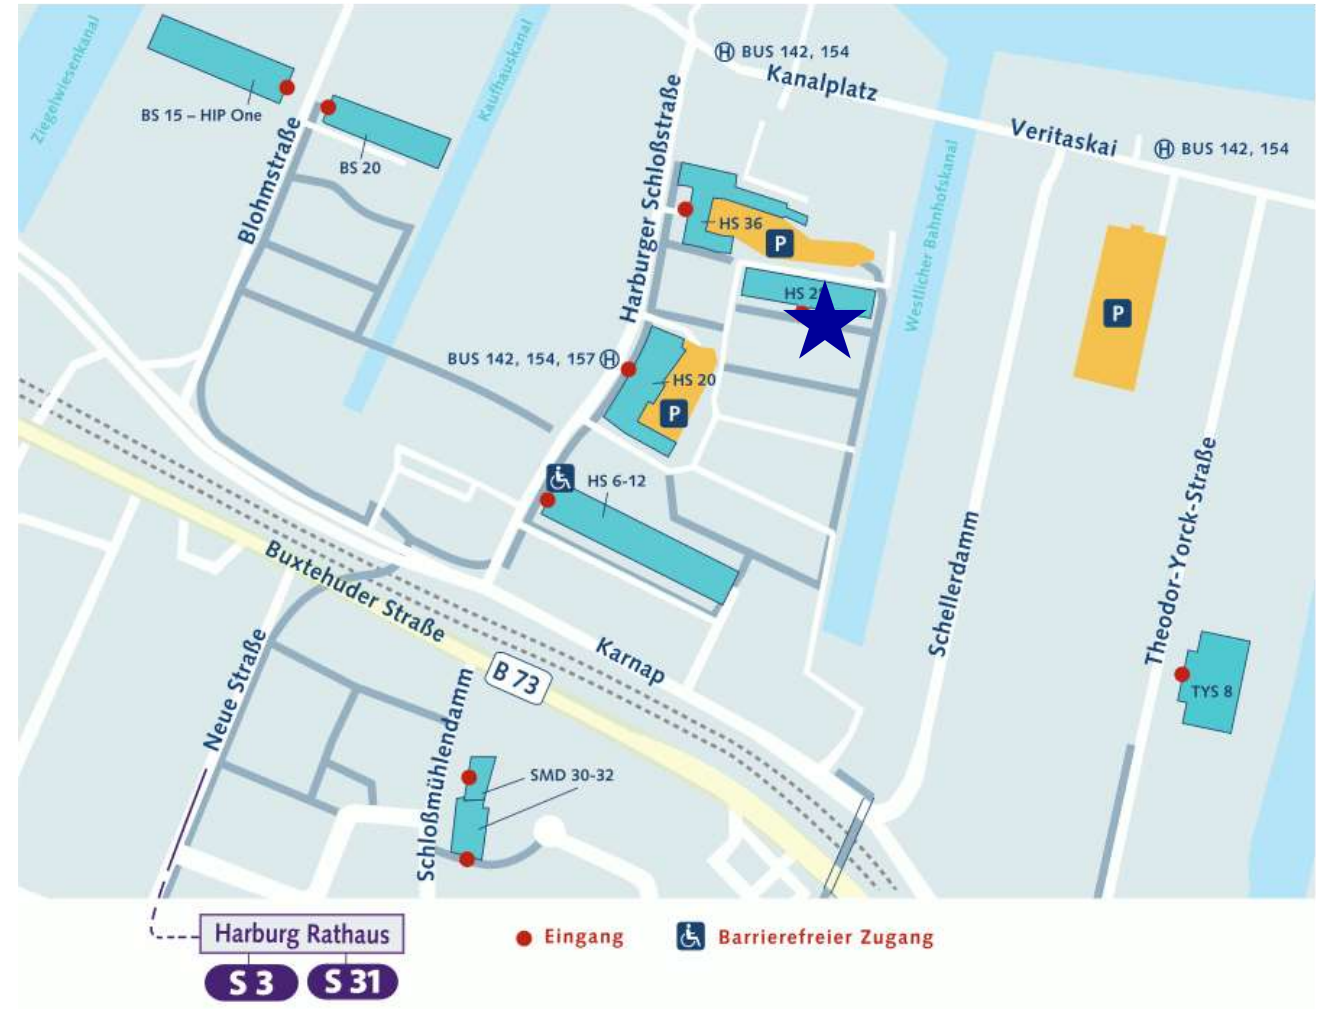 BUS 142, 154
Kanalplatz
Ziegelwiesenkanal
Kaufhauskanal
BS 15 – HIP One
BS 20
Blohmstraße
Harburger Schloßstraße
Veritaskai
BUS 142, 154
Westlicher Bahnhofskanal
HS 36
P
HS 2
P
BUS 142, 154, 157
HS 20
P
HS 6-12
Buxtehuder Straße
Karnap
B 73
Schellerdamm
Theodor-Yorck-Straße
TYS 8
Neue Straße
Schloßmühlendamm
SMD 30-32
Harburg Rathaus
S 3
S 31
Eingang
Barrierefreier Zugang